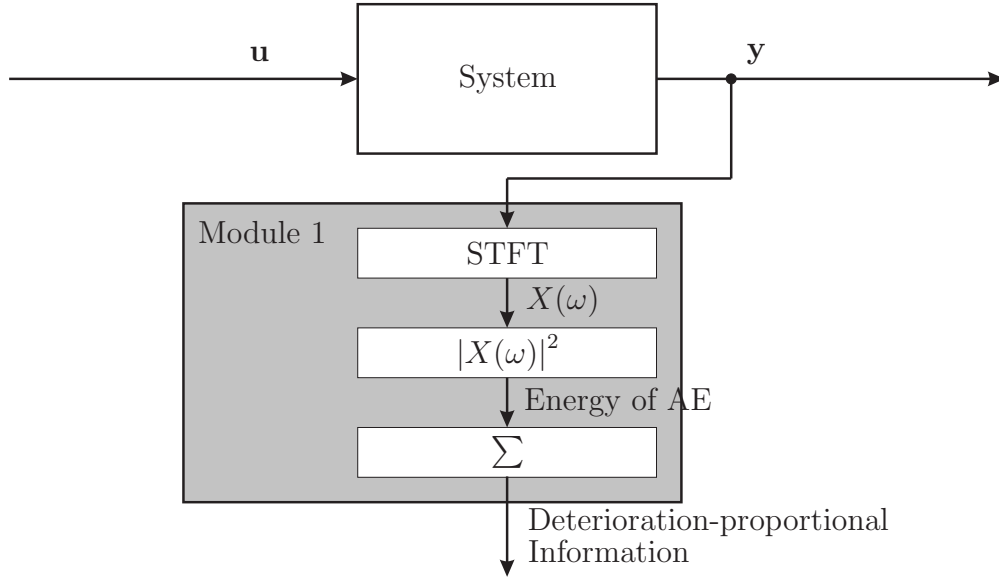 u
System
y
Module 1
STFT
X(ω)
|X(ω)|²
Energy of AE
∑
Deterioration-proportional
Information